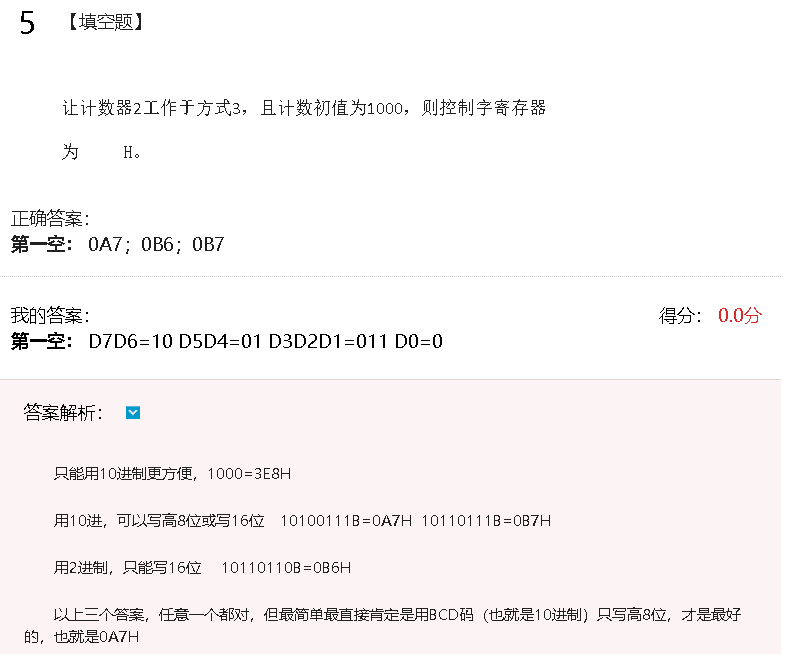 5 【填空题】
让计数器2工作于方式3，且计数初值为1000，则控制字寄存器
为 H。
正确答案：
第一空： 0A7；0B6；0B7
我的答案： 得分： 0.0分
第一空： D7D6=10 D5D4=01 D3D2D1=011 D0=0
答案解析：
只能用10进制更方便，1000=3E8H
用10进，可以写高8位或写16位 10100111B=0A7H 10110111B=0B7H
用2进制，只能写16位 10110110B=0B6H
以上三个答案，任意一个都对，但最简单最直接肯定是用BCD码（也就是10进制）只写高8位，才是最好
的，也就是0A7H